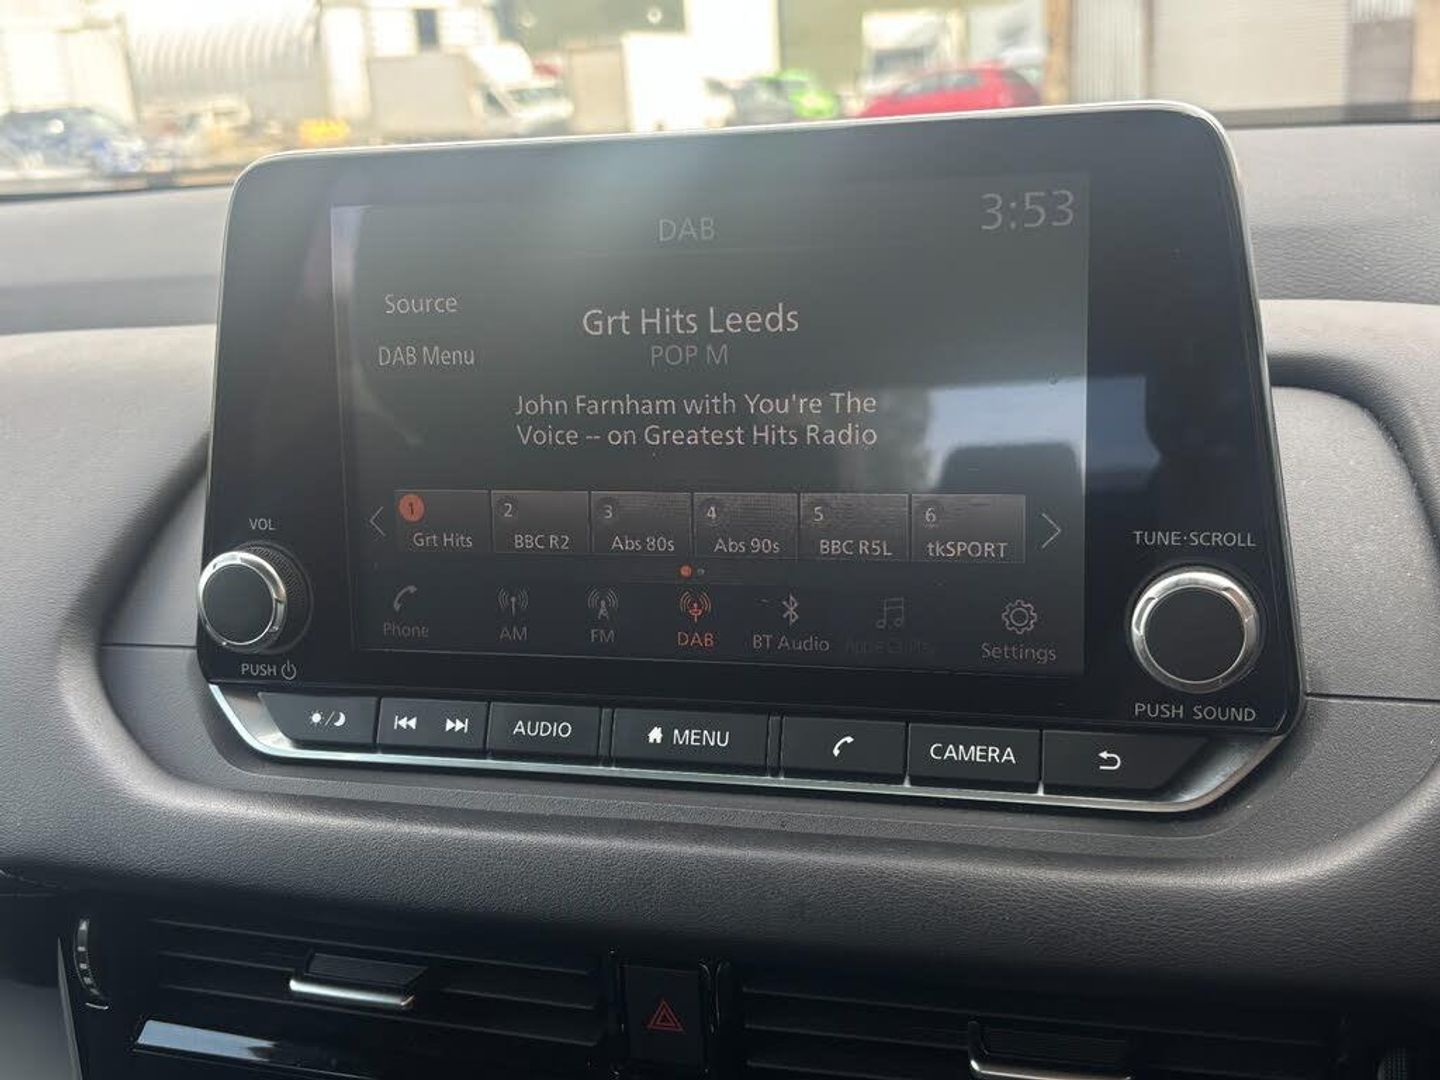 DAB
3:53
Source
DAB Menu
Grt Hits Leeds
POP M
John Farnham with You're The
Voice -- on Greatest Hits Radio
1 Grt Hits
2 BBC R2
3 Abs 80s
4 Abs 90s
5 BBC R5L
6 tkSPORT
Phone
AM
FM
DAB
BT Audio
Settings
VOL
PUSH
TUNE·SCROLL
PUSH SOUND
AUDIO
MENU
CAMERA